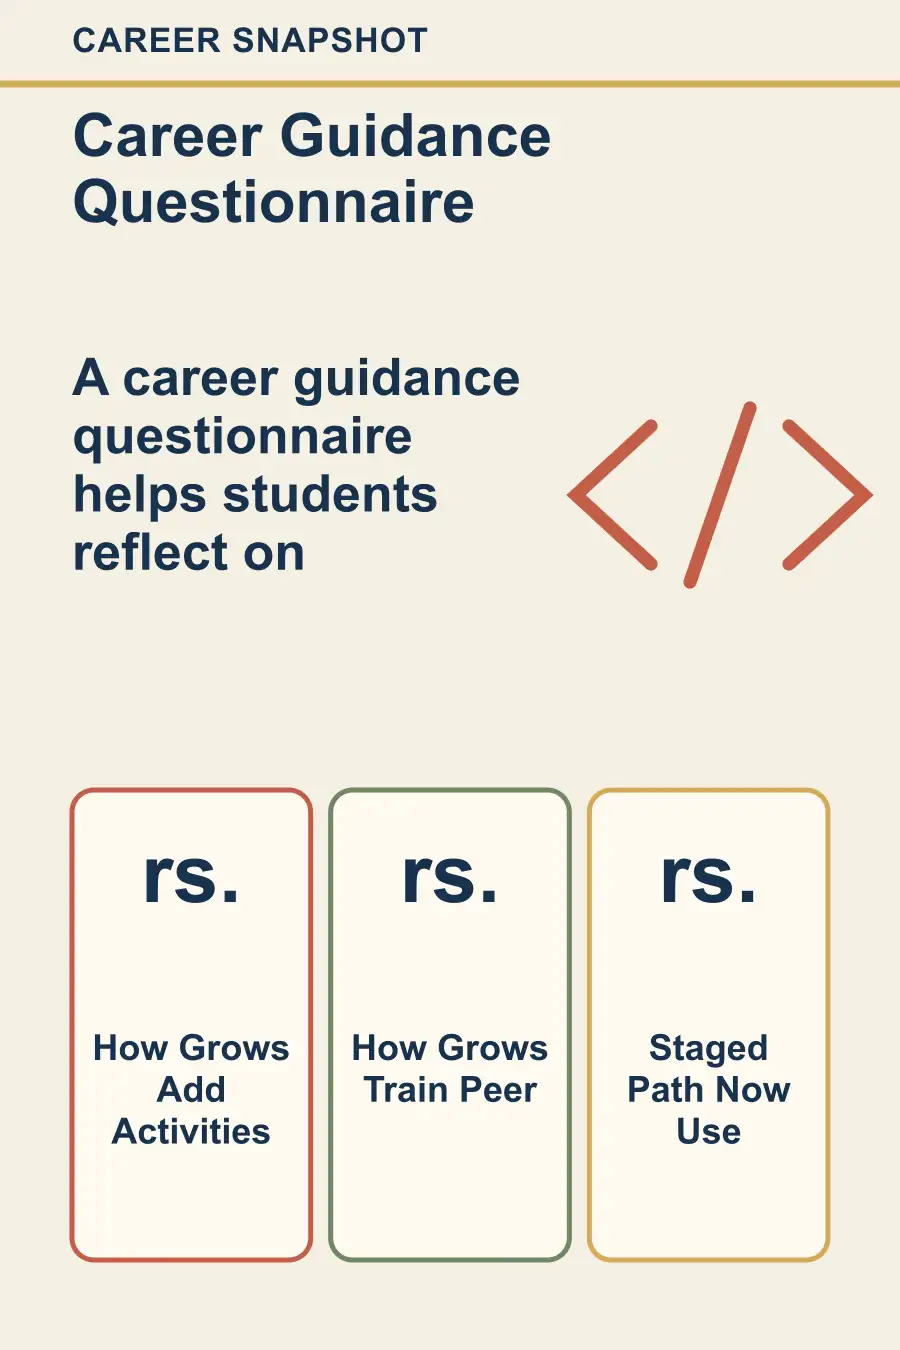 CAREER SNAPSHOT
Career Guidance
Questionnaire
A career guidance
questionnaire
helps students
reflect on
rs.
How Grows
Add
Activities
rs.
How Grows
Train Peer
rs.
Staged
Path Now
Use